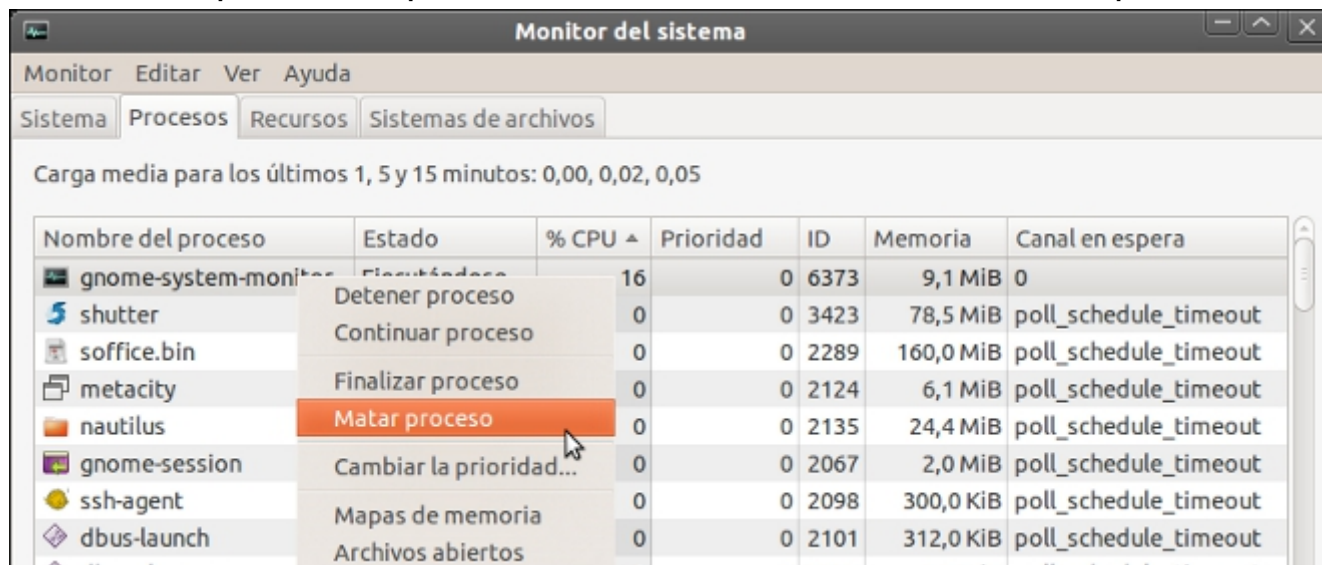 Monitor del sistema
Monitor Editar Ver Ayuda
Sistema Procesos Recursos Sistemas de archivos
Carga media para los últimos 1, 5 y 15 minutos: 0,00, 0,02, 0,05
Nombre del proceso Estado % CPU Prioridad ID Memoria Canal en espera
gnome-system-monitor Ejecutándose 16 0 6373 9,1 MiB 0
Detener proceso
shutter 0 0 3423 78,5 MiB poll_schedule_timeout
Continuar proceso
soffice.bin 0 0 2289 160,0 MiB poll_schedule_timeout
Finalizar proceso
metacity 0 0 2124 6,1 MiB poll_schedule_timeout
Matar proceso
nautilus 0 0 2135 24,4 MiB poll_schedule_timeout
Cambiar la prioridad...
gnome-session 0 0 2067 2,0 MiB poll_schedule_timeout
ssh-agent 0 0 2098 300,0 KiB poll_schedule_timeout
Mapas de memoria
dbus-launch 0 0 2101 312,0 KiB poll_schedule_timeout
Archivos abiertos